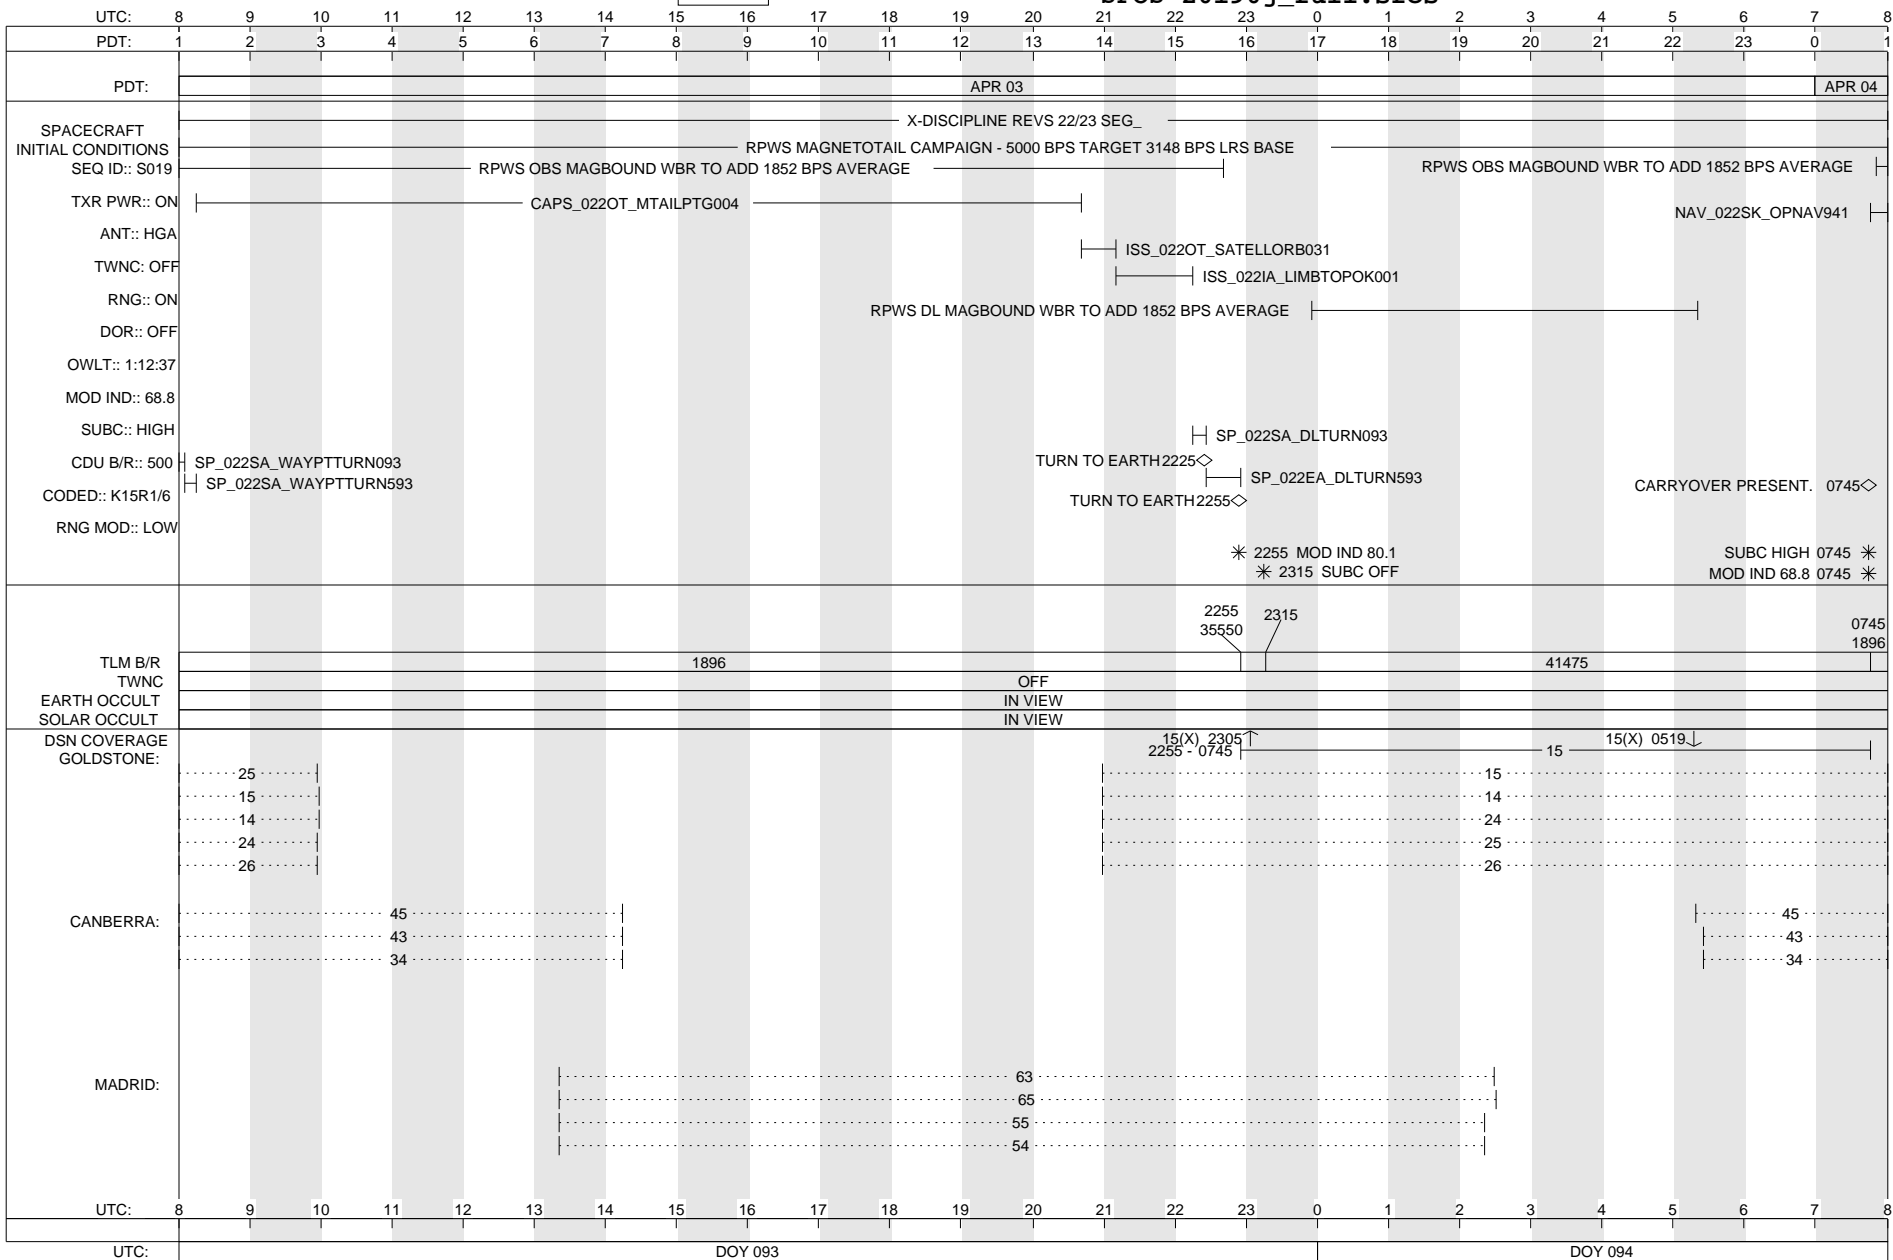 UTC: 8 9 10 11 12 13 14 15 16 17 18 19 20 21 22 23 0 1 2 3 4 5 6 7 8
PDT: 1 2 3 4 5 6 7 8 9 10 11 12 13 14 15 16 17 18 19 20 21 22 23 0 1
PDT: APR 03 APR 04
X-DISCIPLINE REVS 22/23 SEG_
SPACECRAFT
INITIAL CONDITIONS
RPWS MAGNETOTAIL CAMPAIGN - 5000 BPS TARGET 3148 BPS LRS BASE
SEQ ID:: S019
RPWS OBS MAGBOUND WBR TO ADD 1852 BPS AVERAGE
RPWS OBS MAGBOUND WBR TO ADD 1852 BPS AVERAGE
TXR PWR:: ON
CAPS_022OT_MTAILPTG004
NAV_022SK_OPNAV941
ANT:: HGA
ISS_022OT_SATELLORB031
TWNC: OFF
ISS_022IA_LIMBTOPOK001
RNG:: ON
RPWS DL MAGBOUND WBR TO ADD 1852 BPS AVERAGE
DOR:: OFF
OWLT:: 1:12:37
MOD IND:: 68.8
SUBC:: HIGH
SP_022SA_DLTURN093
CDU B/R:: 500
SP_022SA_WAYPTTURN093
TURN TO EARTH 2225
SP_022SA_WAYPTTURN593
SP_022EA_DLTURN593
CARRYOVER PRESENT. 0745
CODED:: K15R1/6
TURN TO EARTH 2255
RNG MOD:: LOW
2255 MOD IND 80.1
SUBC HIGH 0745
2315 SUBC OFF
MOD IND 68.8 0745
2255 2315
35550
0745
1896
TLM B/R 1896 41475
TWNC OFF
EARTH OCCULT IN VIEW
SOLAR OCCULT IN VIEW
DSN COVERAGE
15(X) 2305 15(X) 0519
GOLDSTONE: 2255 - 0745 15
25 15
15 14
14 24
24 25
26 26
CANBERRA:
45 45
43 43
34 34
MADRID:
63
65
55
54
UTC: 8 9 10 11 12 13 14 15 16 17 18 19 20 21 22 23 0 1 2 3 4 5 6 7 8
UTC: DOY 093 DOY 094